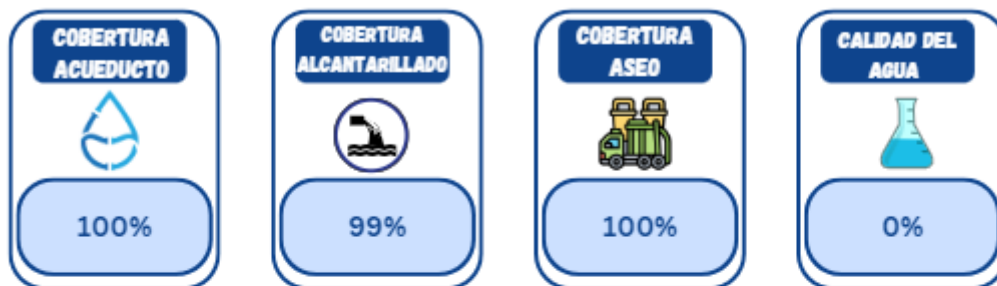 COBERTURA
ACUEDUCTO
100%
COBERTURA
ALCANTARILLADO
99%
COBERTURA
ASEO
100%
CALIDAD DEL
AGUA
0%